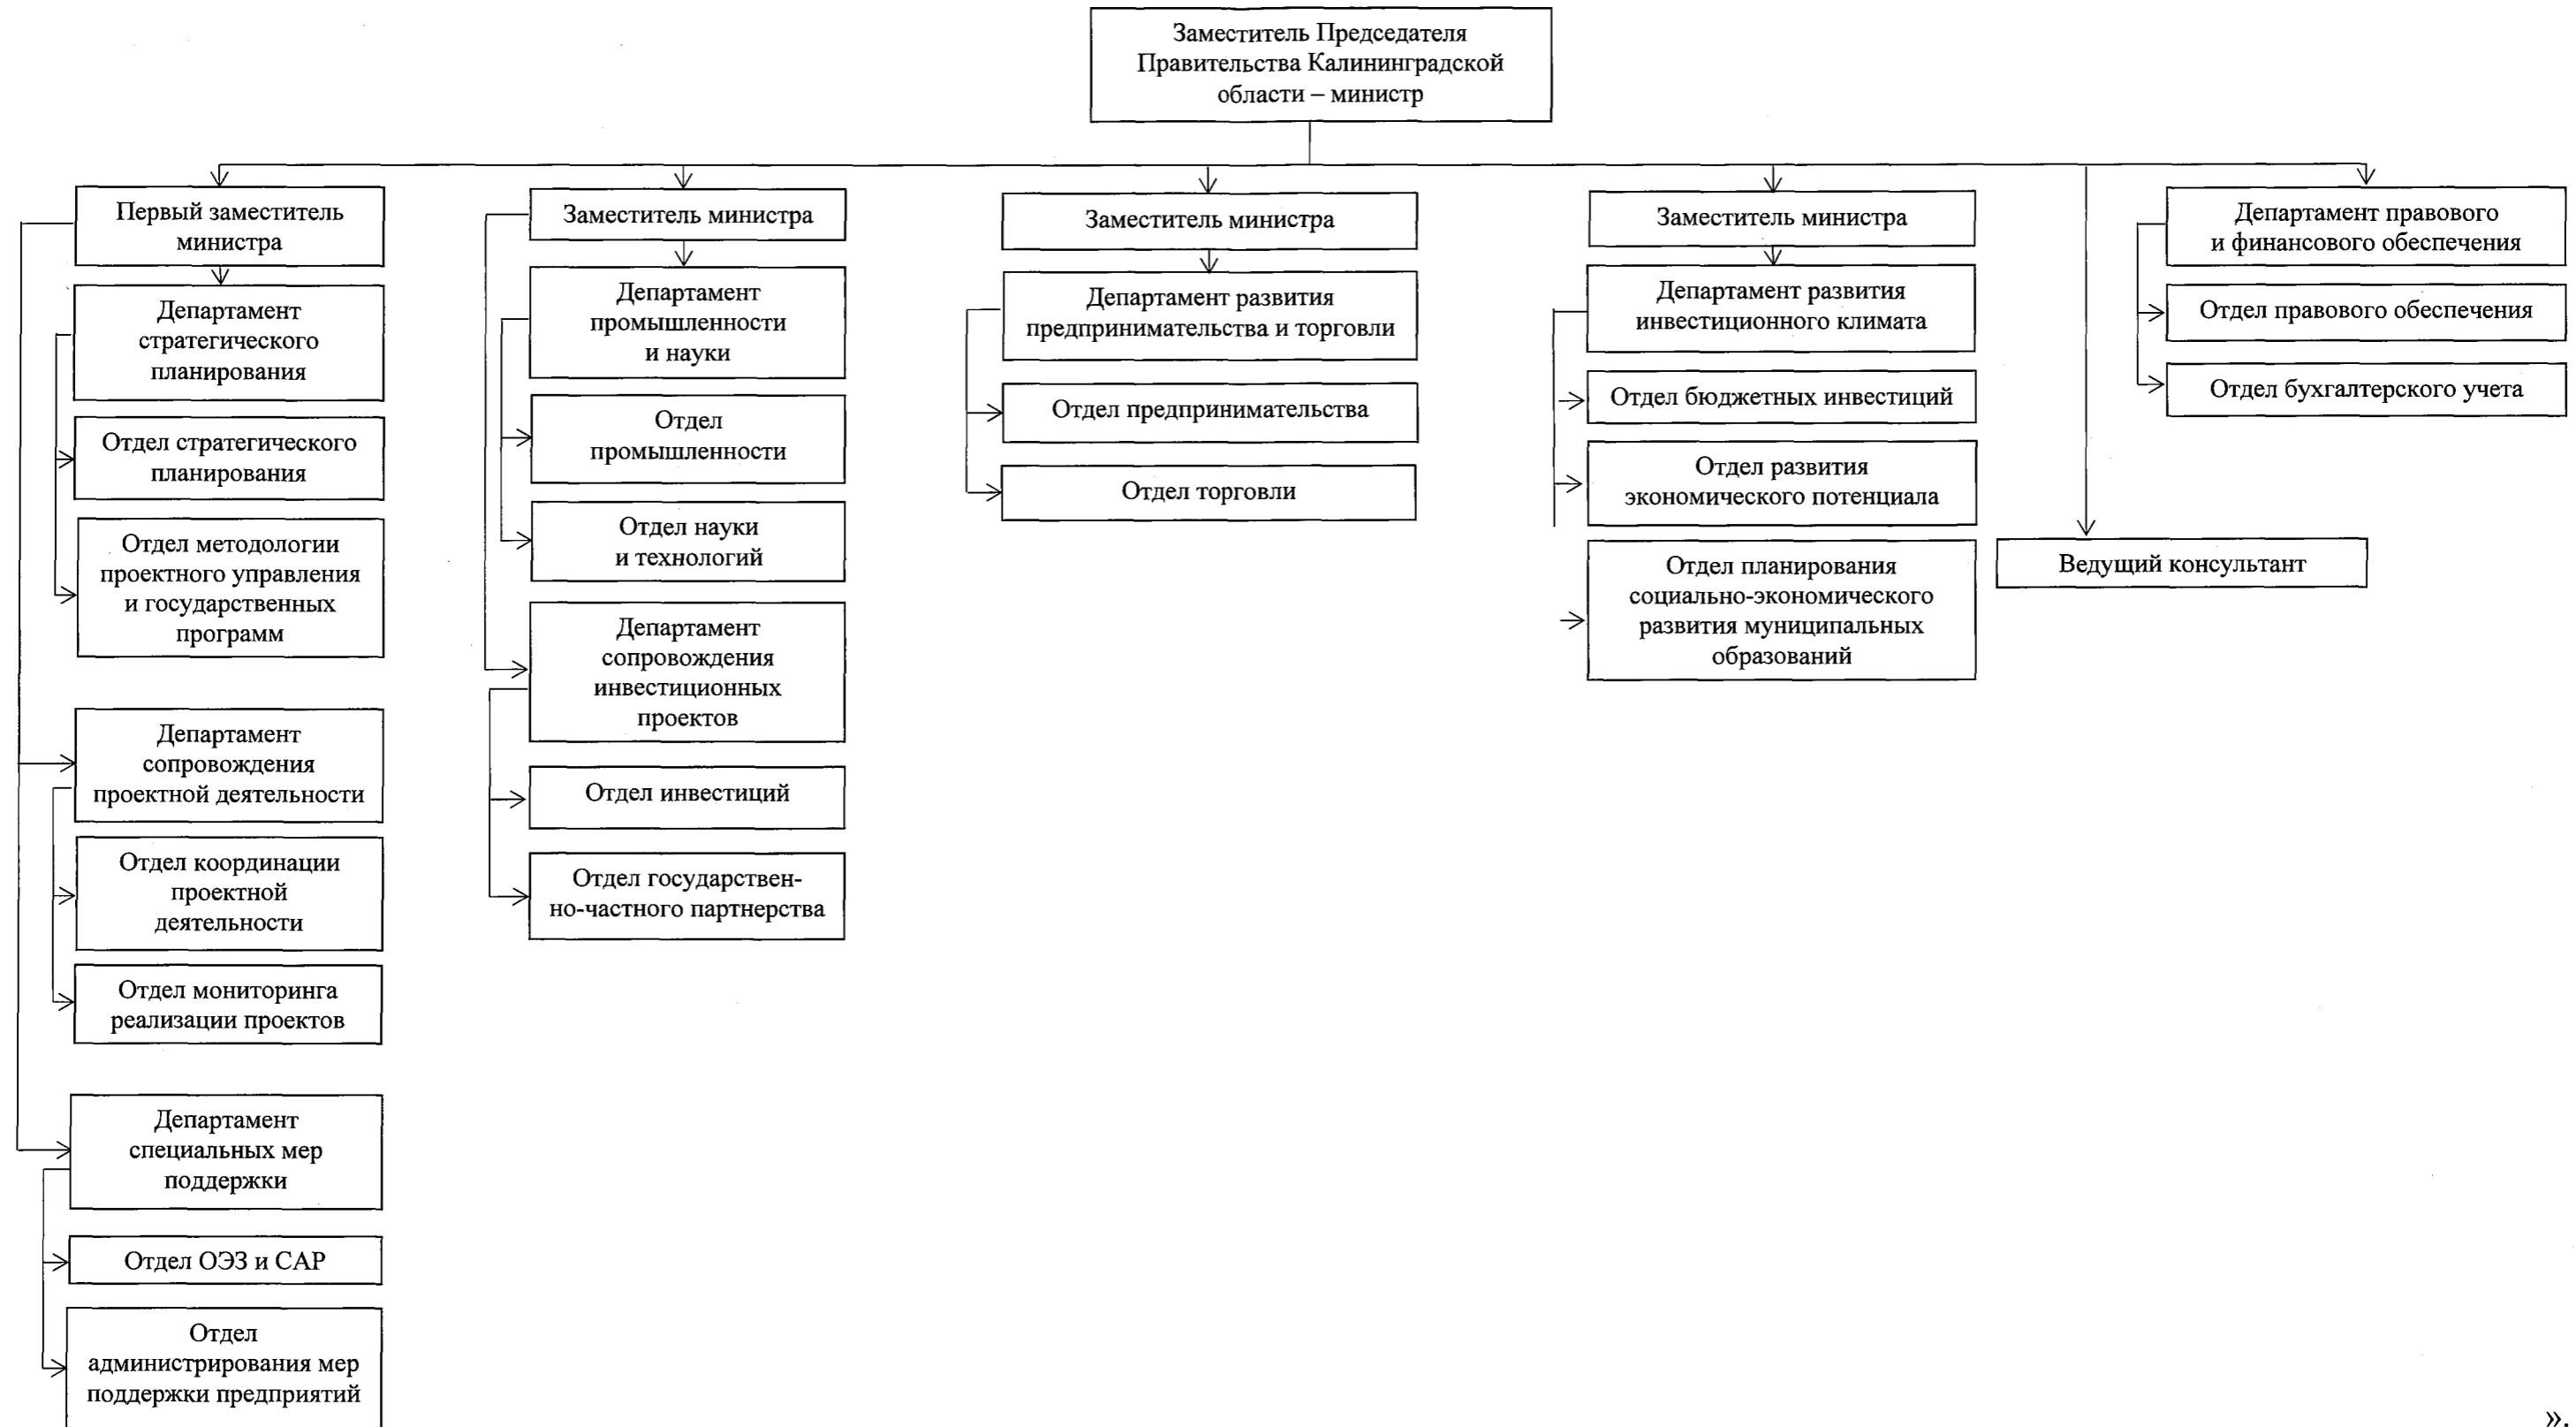 Заместитель Председателя
Правительства Калининградской
области – министр
Первый заместитель
министра
Департамент
стратегического
планирования
Отдел стратегического
планирования
Отдел методологии
проектного управления
и государственных
программ
Департамент
сопровождения
проектной деятельности
Отдел координации
проектной
деятельности
Отдел мониторинга
реализации проектов
Департамент
специальных мер
поддержки
Отдел ОЭЗ и САР
Отдел
администрирования мер
поддержки предприятий
Заместитель министра
Департамент
промышленности
и науки
Отдел
промышленности
Отдел науки
и технологий
Департамент
сопровождения
инвестиционных
проектов
Отдел инвестиций
Отдел государствен-
но-частного партнерства
Заместитель министра
Департамент развития
предпринимательства и торговли
Отдел предпринимательства
Отдел торговли
Заместитель министра
Департамент развития
инвестиционного климата
Отдел бюджетных инвестиций
Отдел развития
экономического потенциала
Отдел планирования
социально-экономического
развития муниципальных
образований
Ведущий консультант
Департамент правового
и финансового обеспечения
Отдел правового обеспечения
Отдел бухгалтерского учета
».